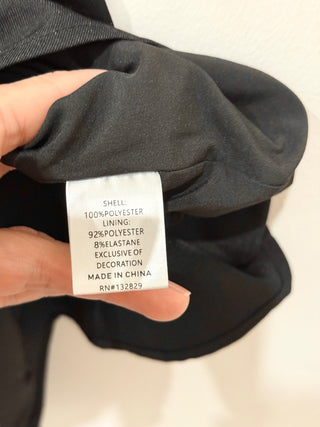 SHELL:
100%POLYESTER
LINING:
92%POLYESTER
8%ELASTANE
EXCLUSIVE OF
DECORATION
MADE IN CHINA
RN#132829